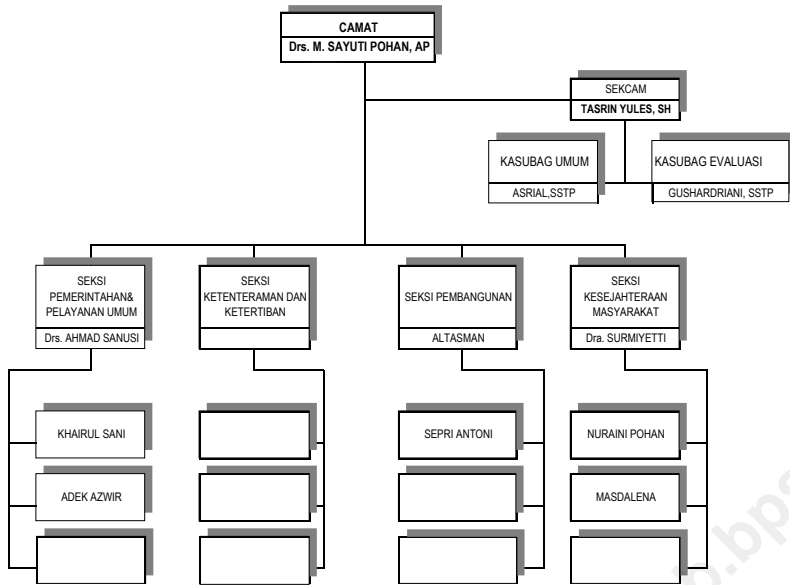 CAMAT
Drs. M. SAYUTI POHAN, AP
SEKCAM
TASRIN YULES, SH
KASUBAG UMUM
ASRIAL,SSTP
KASUBAG EVALUASI
GUSHARDRIANI, SSTP
SEKSI
PEMERINTAHAN&
PELAYANAN UMUM
Drs. AHMAD SANUSI
SEKSI
KETENTERAMAN DAN
KETERTIBAN
SEKSI PEMBANGUNAN
ALTASMAN
SEKSI
KESEJAHTERAAN
MASYARAKAT
Dra. SURMIYETTI
KHAIRUL SANI
SEPRI ANTONI
NURAINI POHAN
ADEK AZWIR
MASDALENA